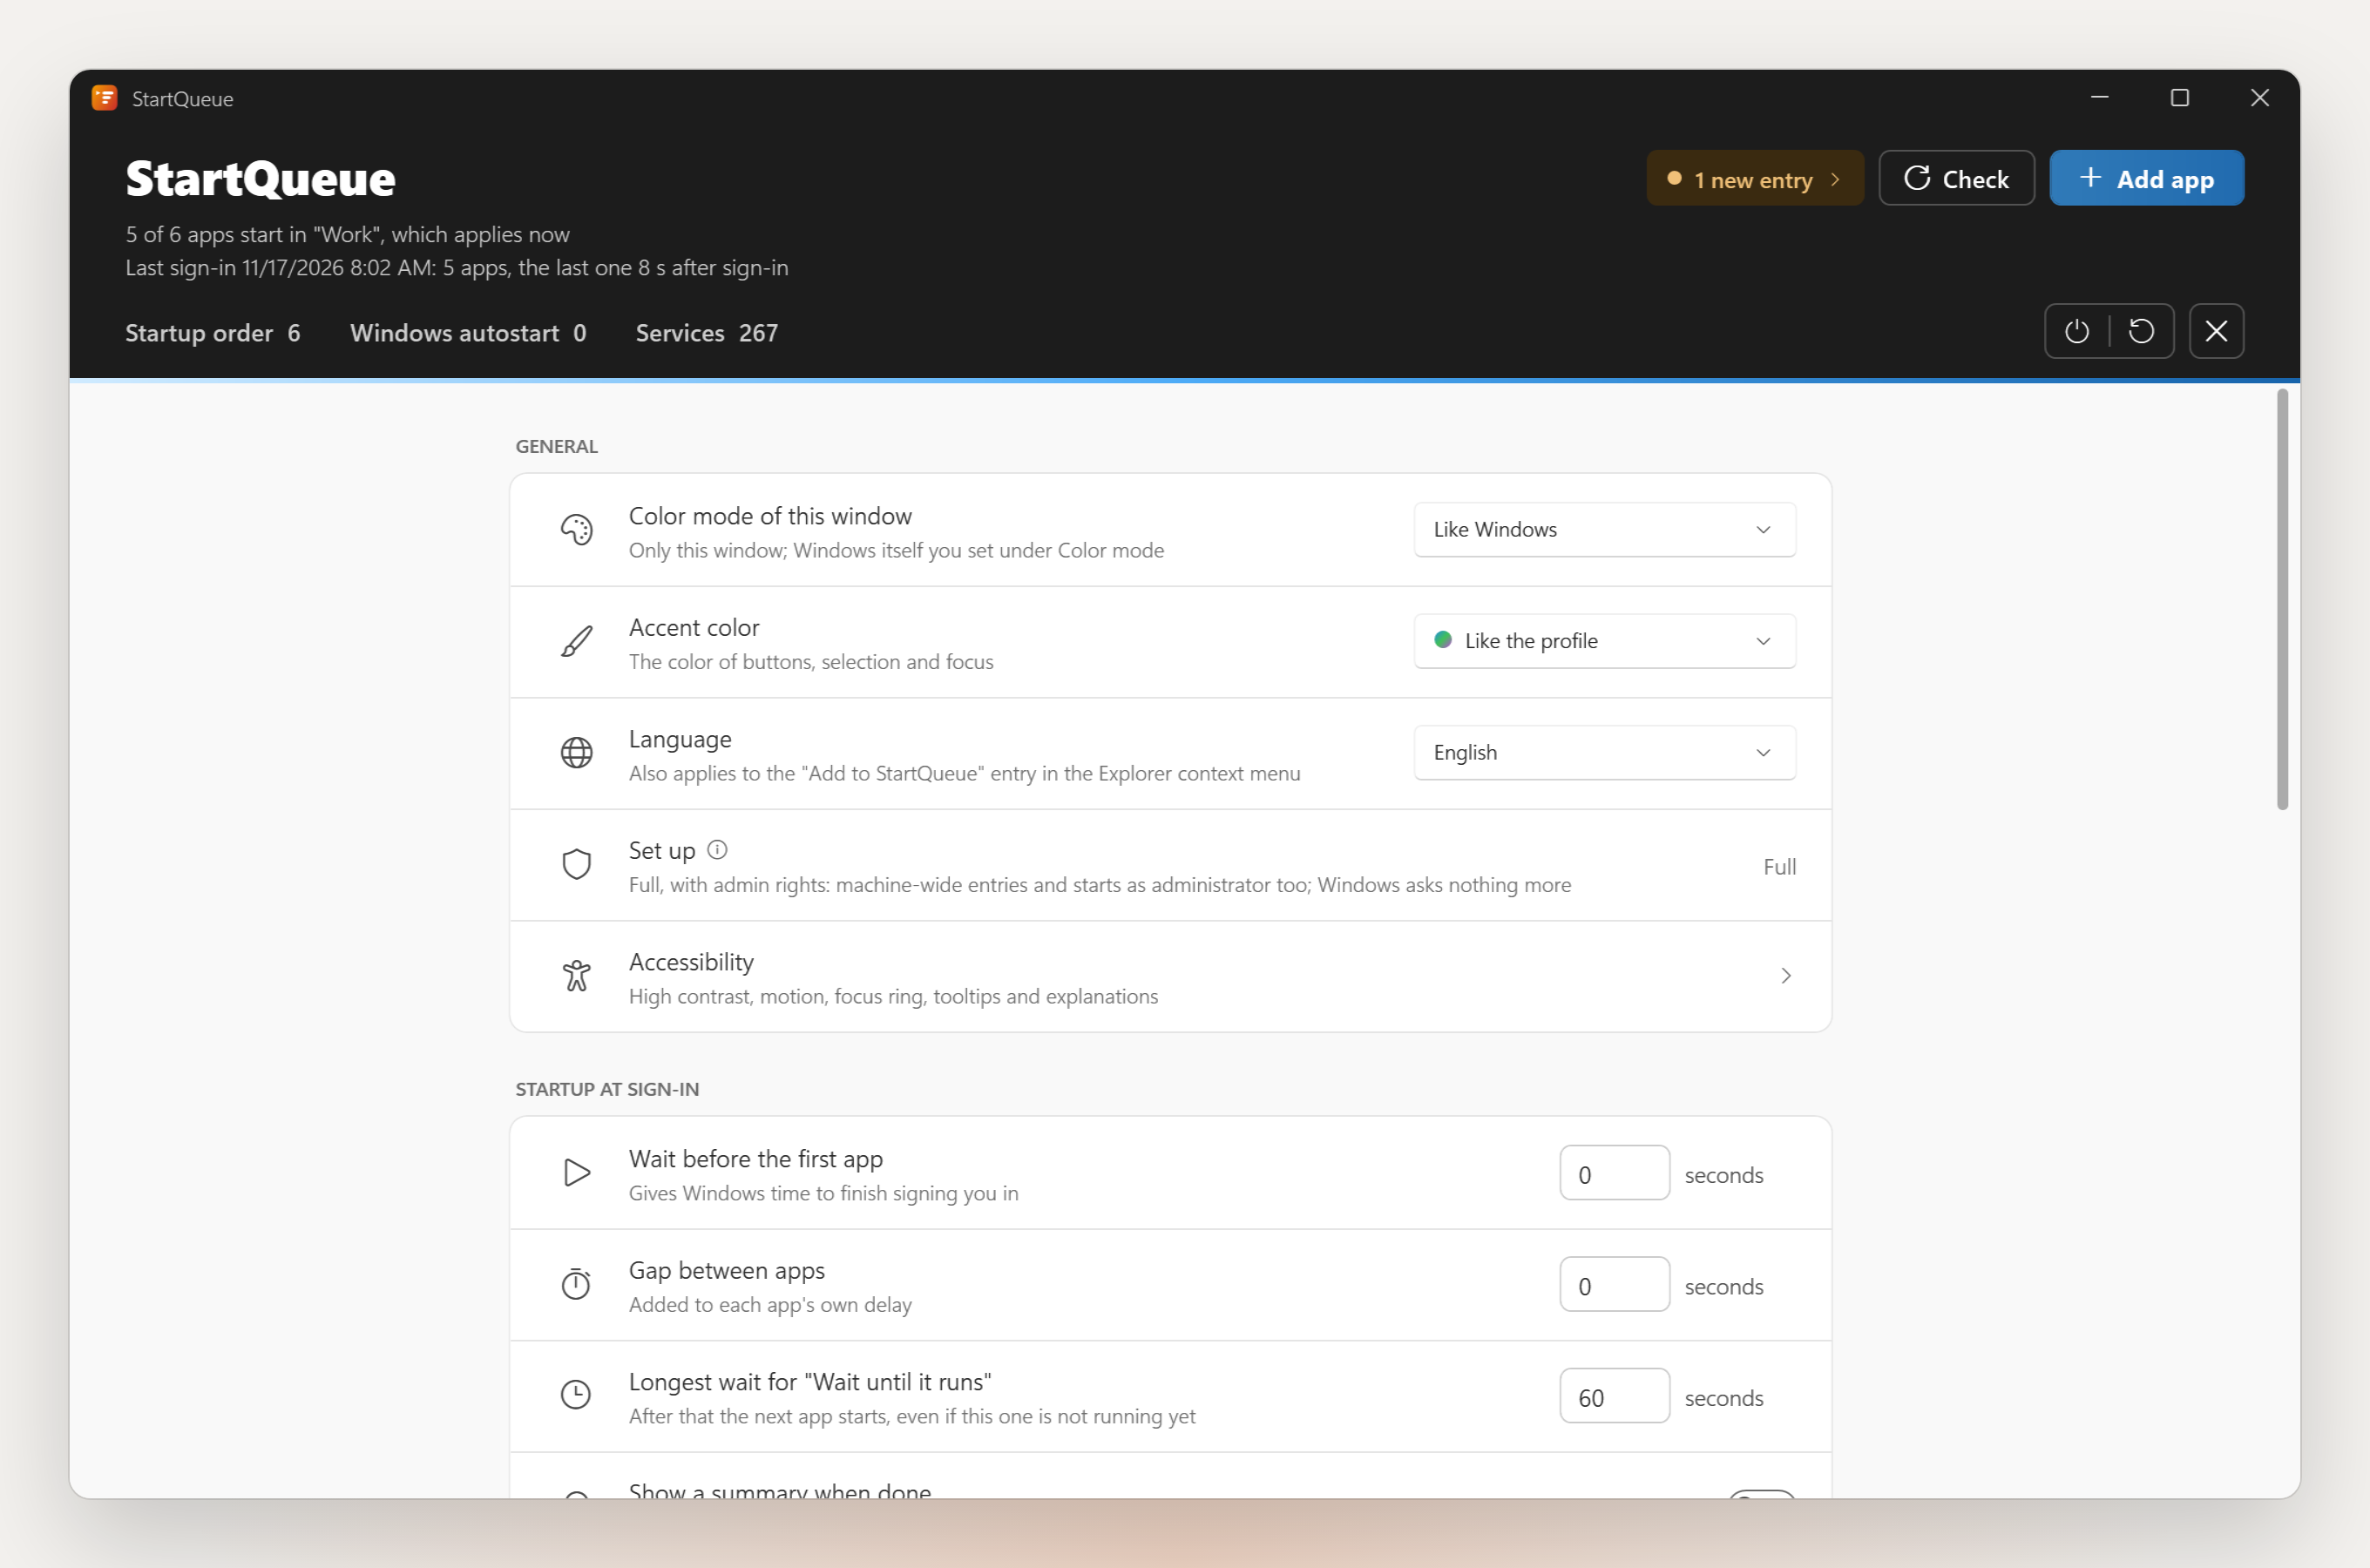 StartQueue
StartQueue
1 new entry
Check
Add app
5 of 6 apps start in "Work", which applies now
Last sign-in 11/17/2026 8:02 AM: 5 apps, the last one 8 s after sign-in
Startup order 6
Windows autostart 0
Services 267
GENERAL
Color mode of this window
Only this window; Windows itself you set under Color mode
Like Windows
Accent color
The color of buttons, selection and focus
Like the profile
Language
Also applies to the "Add to StartQueue" entry in the Explorer context menu
English
Set up
Full, with admin rights: machine-wide entries and starts as administrator too; Windows asks nothing more
Full
Accessibility
High contrast, motion, focus ring, tooltips and explanations
STARTUP AT SIGN-IN
Wait before the first app
Gives Windows time to finish signing you in
0 seconds
Gap between apps
Added to each app's own delay
0 seconds
Longest wait for "Wait until it runs"
After that the next app starts, even if this one is not running yet
60 seconds
Show a summary when done